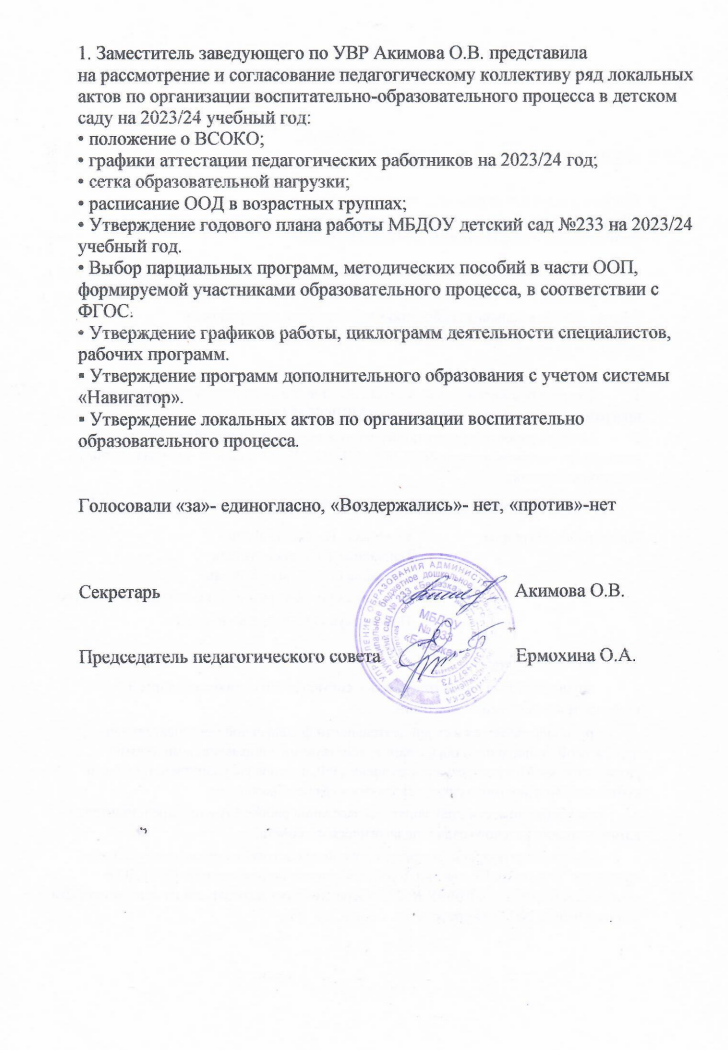 1. Заместитель заведующего по УВР Акимова О.В. представила
на рассмотрение и согласование педагогическому коллективу ряд локальных
актов по организации воспитательно-образовательного процесса в детском
саду на 2023/24 учебный год:
• положение о ВСОКО;
• графики аттестации педагогических работников на 2023/24 год;
• сетка образовательной нагрузки;
• расписание ООД в возрастных группах;
• Утверждение годового плана работы МБДОУ детский сад №233 на 2023/24
учебный год.
• Выбор парциальных программ, методических пособий в части ООП,
формируемой участниками образовательного процесса, в соответствии с
ФГОС.
• Утверждение графиков работы, циклограмм деятельности специалистов,
рабочих программ.
▪ Утверждение программ дополнительного образования с учетом системы
«Навигатор».
▪ Утверждение локальных актов по организации воспитательно
образовательного процесса.
Голосовали «за»- единогласно, «Воздержались»- нет, «против»-нет
Секретарь Акимова О.В.
Председатель педагогического совета Ермохина О.А.
МБДОУ
№ 233